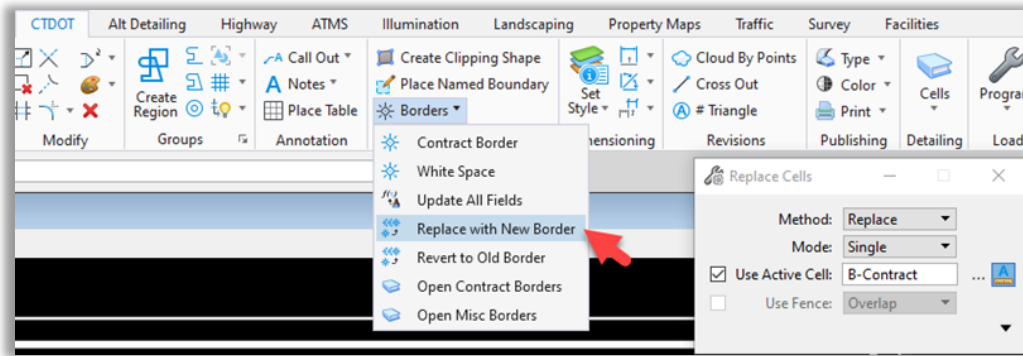 CTDOT Alt Detailing Highway ATMS Illumination Landscaping Property Maps Traffic Survey Facilities
Call Out Create Clipping Shape Cloud By Points Type
Create Region Notes Place Named Boundary Set Style Cross Out Color Cells
Place Table Borders # Triangle Print
Modify Groups Annotation Revisions Publishing Detailing Load
Contract Border
White Space
Update All Fields
Replace with New Border
Revert to Old Border
Open Contract Borders
Open Misc Borders
Replace Cells
Method: Replace
Mode: Single
Use Active Cell: B-Contract ...
Use Fence: Overlap